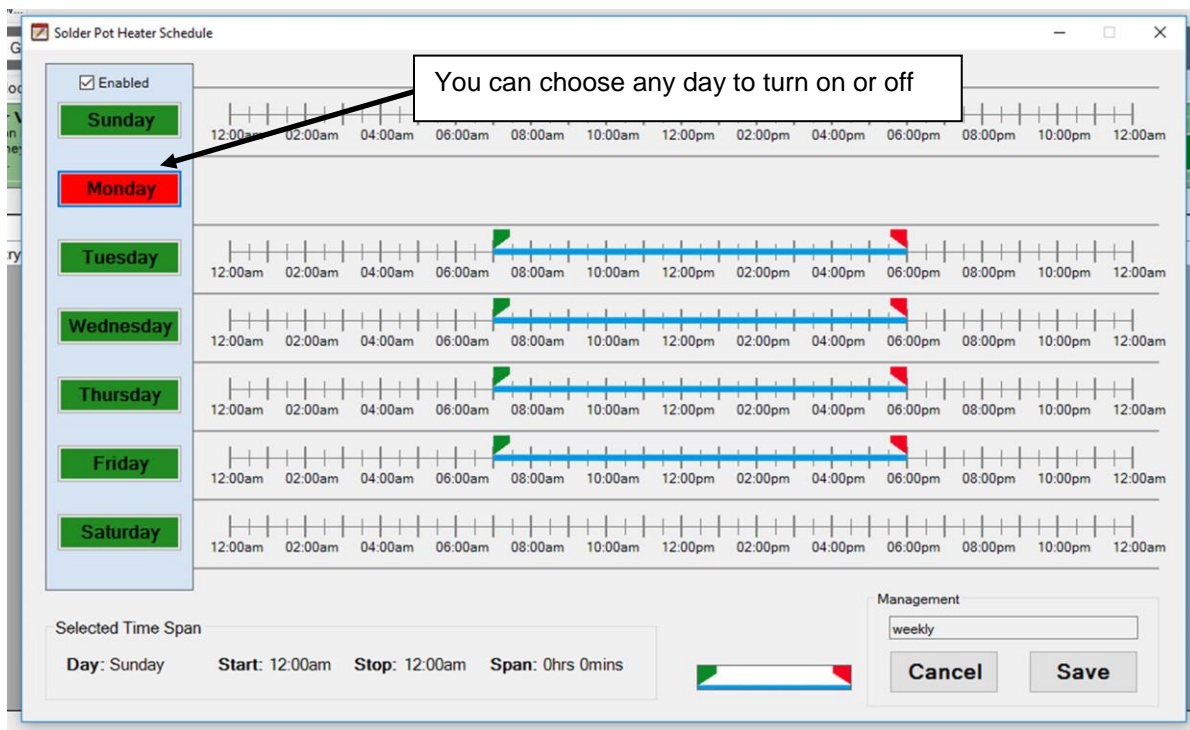 Solder Pot Heater Schedule
You can choose any day to turn on or off
Enabled
Sunday
12:00am 02:00am 04:00am 06:00am 08:00am 10:00am 12:00pm 02:00pm 04:00pm 06:00pm 08:00pm 10:00pm 12:00am
Monday
Tuesday
12:00am 02:00am 04:00am 06:00am 08:00am 10:00am 12:00pm 02:00pm 04:00pm 06:00pm 08:00pm 10:00pm 12:00am
Wednesday
12:00am 02:00am 04:00am 06:00am 08:00am 10:00am 12:00pm 02:00pm 04:00pm 06:00pm 08:00pm 10:00pm 12:00am
Thursday
12:00am 02:00am 04:00am 06:00am 08:00am 10:00am 12:00pm 02:00pm 04:00pm 06:00pm 08:00pm 10:00pm 12:00am
Friday
12:00am 02:00am 04:00am 06:00am 08:00am 10:00am 12:00pm 02:00pm 04:00pm 06:00pm 08:00pm 10:00pm 12:00am
Saturday
12:00am 02:00am 04:00am 06:00am 08:00am 10:00am 12:00pm 02:00pm 04:00pm 06:00pm 08:00pm 10:00pm 12:00am
Selected Time Span
Day: Sunday Start: 12:00am Stop: 12:00am Span: 0hrs 0mins
Management
weekly
Cancel Save